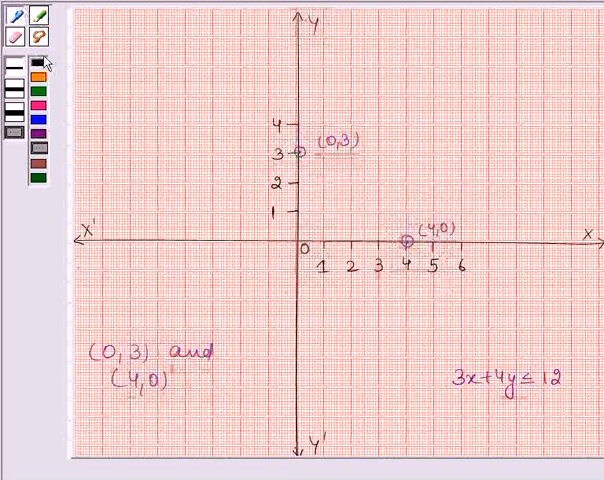 Y
4
(0,3)
3
2
1
(4,0)
X'
X
O
1 2 3 4 5 6
(0,3) and
(4,0)
3x+4y≤12
Y'